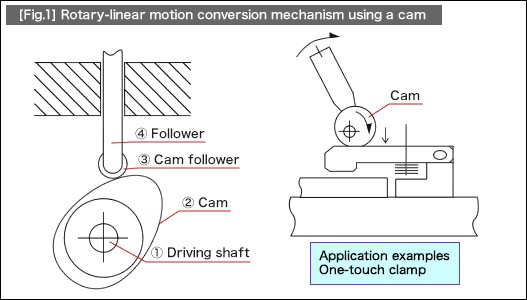 [Fig.1] Rotary-linear motion conversion mechanism using a cam
④ Follower
③ Cam follower
② Cam
① Driving shaft
Cam
Application examples
One-touch clamp